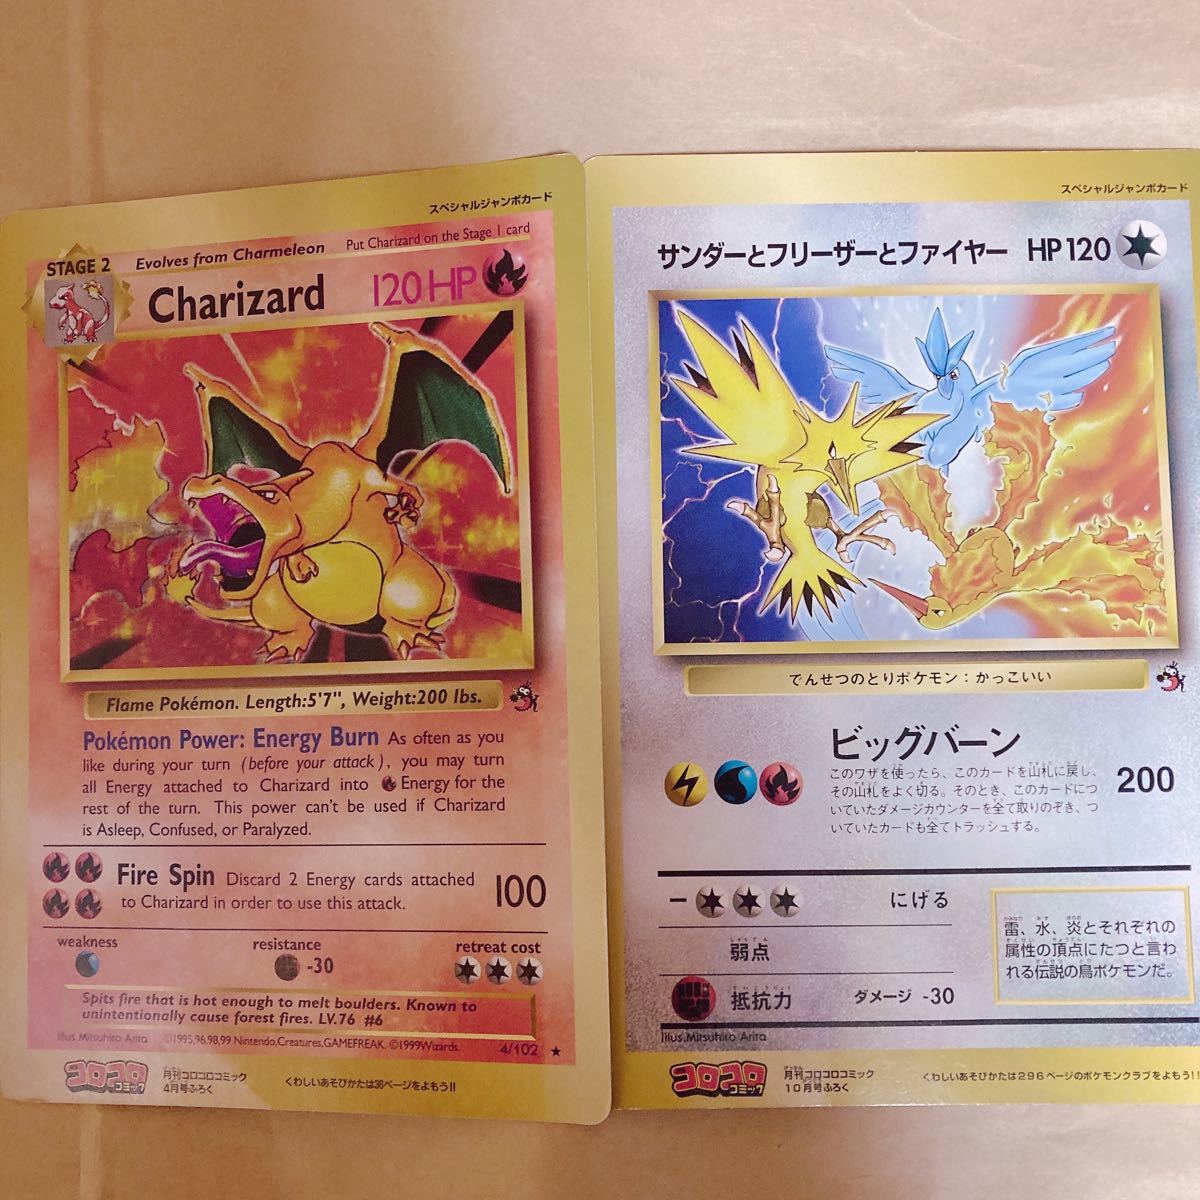 スペシャルジャンボカード
STAGE 2
Evolves from Charmeleon
Put Charizard on the Stage 1 card
Charizard
120 HP
Flame Pokémon. Length:5'7", Weight:200 lbs.
Pokémon Power: Energy Burn As often as you
like during your turn (before your attack), you may turn
all Energy attached to Charizard into Energy for the
rest of the turn. This power can't be used if Charizard
is Asleep, Confused, or Paralyzed.
Fire Spin Discard 2 Energy cards attached
to Charizard in order to use this attack.
100
weakness
resistance
-30
retreat cost
Spits fire that is hot enough to melt boulders. Known to
unintentionally cause forest fires. LV.76 #6
Illus. Mitsuhiro Arita
©1995,96,98,99 Nintendo,Creatures,GAMEFREAK. ©1999Wizards.
4/102 ★
コロコロ
コミック
月刊コロコロコミック
4月号ふろく
くわしいあそびかたは38ページをよもう!!
スペシャルジャンボカード
サンダーとフリーザーとファイヤー HP120
でんせつのとりポケモン：かっこいい
ビッグバーン
このワザを使ったら、このカードを山札に戻し、
その山札をよく切る。そのとき、このカードにつ
いていたダメージカウンターを全て取りのぞき、つ
いていたカードも全てトラッシュする。
200
にげる
弱点
抵抗力
ダメージ -30
雷、水、炎とそれぞれの
属性の頂点にたつと言わ
れる伝説の鳥ポケモンだ。
Illus.Mitsuhiro Arita
コロコロ
コミック
月刊コロコロコミック
10月号ふろく
くわしいあそびかたは296ページのポケモンクラブをよもう!!